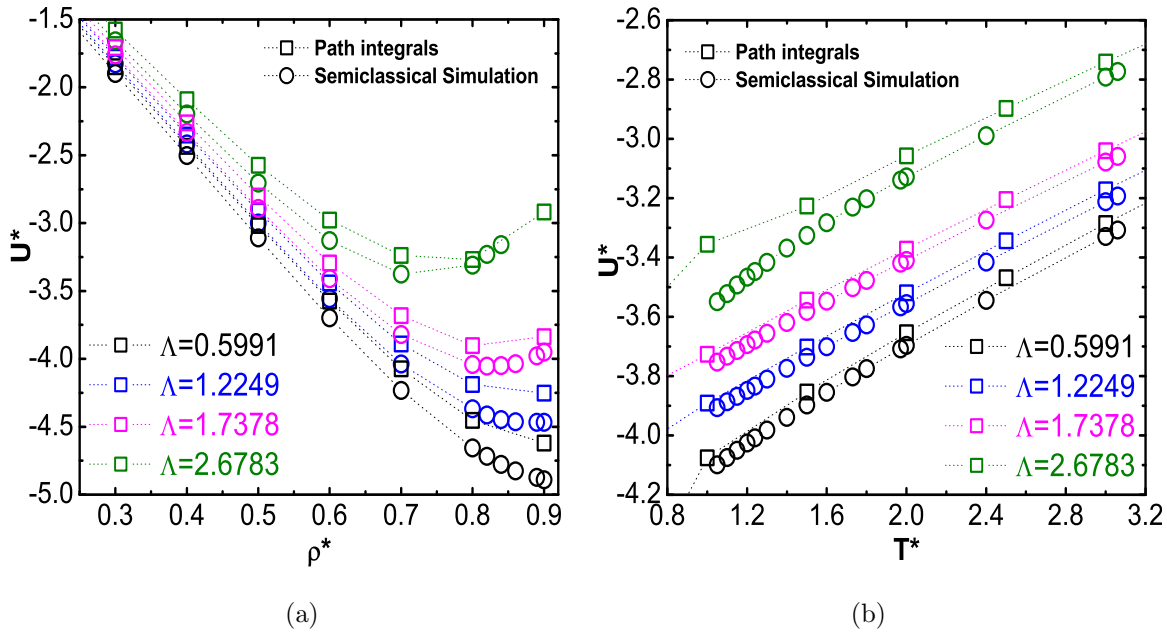 -1.5
-2.0
-2.5
-3.0
-3.5
-4.0
-4.5
-5.0
U*
Path integrals
Semiclassical Simulation
Λ=0.5991
Λ=1.2249
Λ=1.7378
Λ=2.6783
0.3 0.4 0.5 0.6 0.7 0.8 0.9
ρ*
(a)
-2.6
-2.8
-3.0
-3.2
-3.4
-3.6
-3.8
-4.0
-4.2
U*
Path integrals
Semiclassical Simulation
Λ=0.5991
Λ=1.2249
Λ=1.7378
Λ=2.6783
0.8 1.2 1.6 2.0 2.4 2.8 3.2
T*
(b)